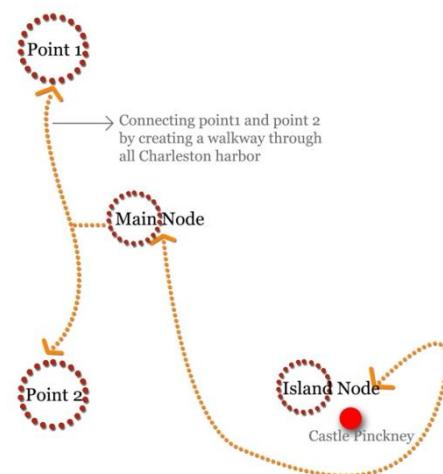 Point 1
Connecting point1 and point 2
by creating a walkway through
all Charleston harbor
Main Node
Point 2
Island Node
Castle Pinckney